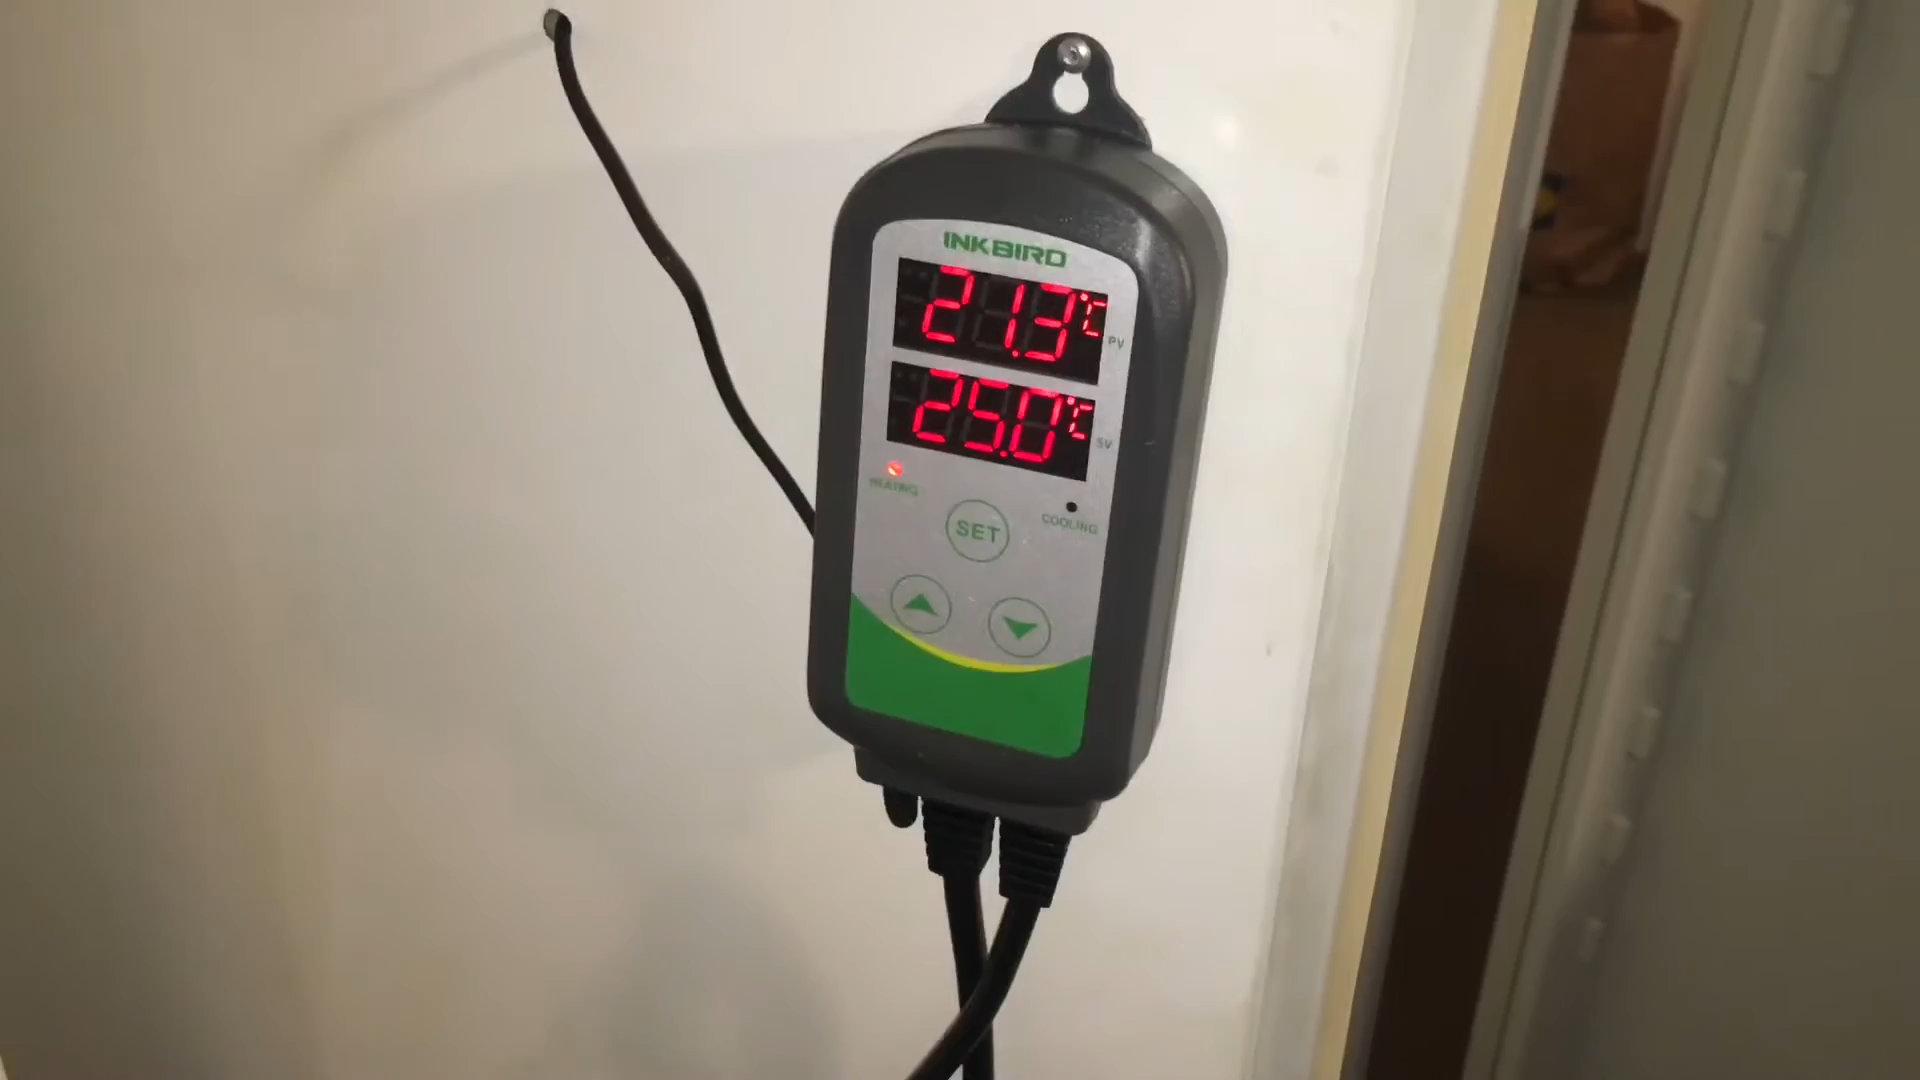 INKBIRD
21.3℃
PV
25.0℃
SV
HEATING
COOLING
SET